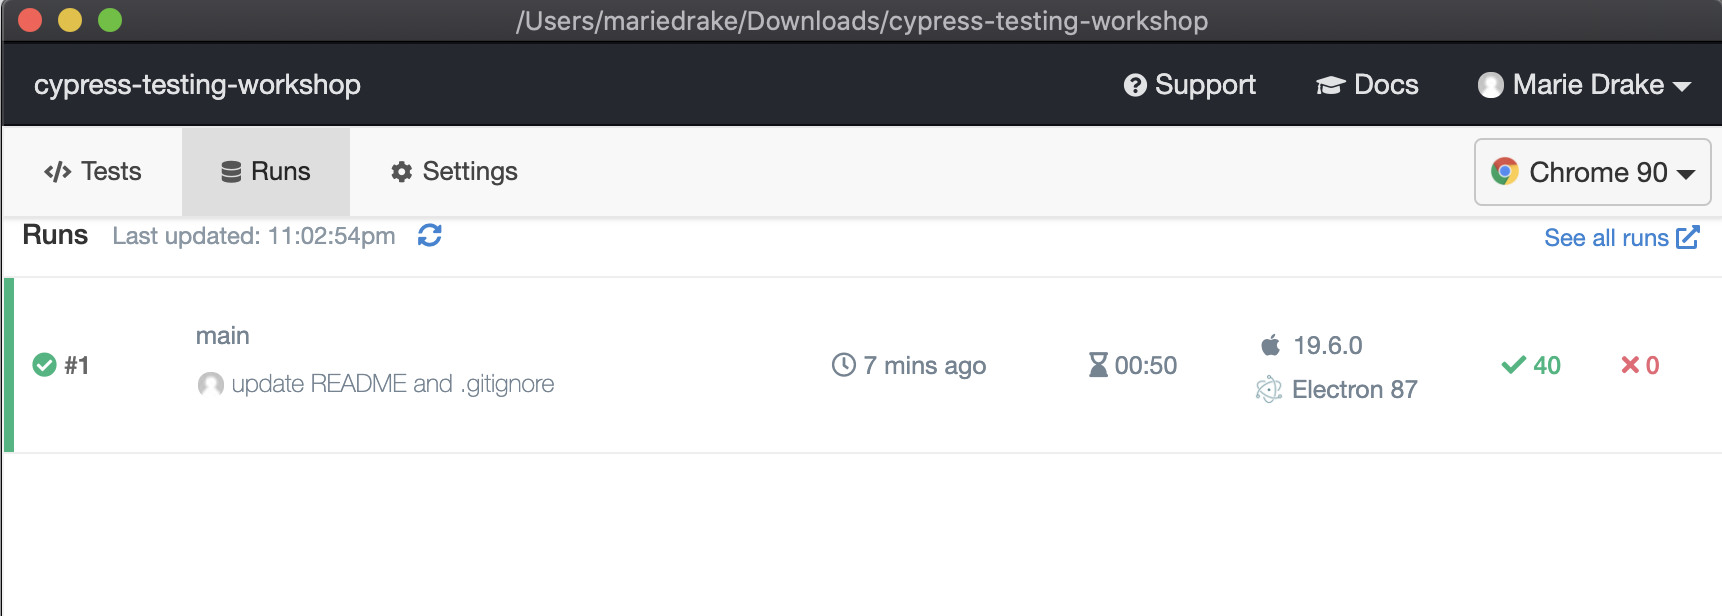 /Users/mariedrake/Downloads/cypress-testing-workshop
cypress-testing-workshop Support Docs Marie Drake
</> Tests Runs Settings Chrome 90
Runs Last updated: 11:02:54pm See all runs
#1 main 7 mins ago 00:50 19.6.0 40 0
update README and .gitignore Electron 87